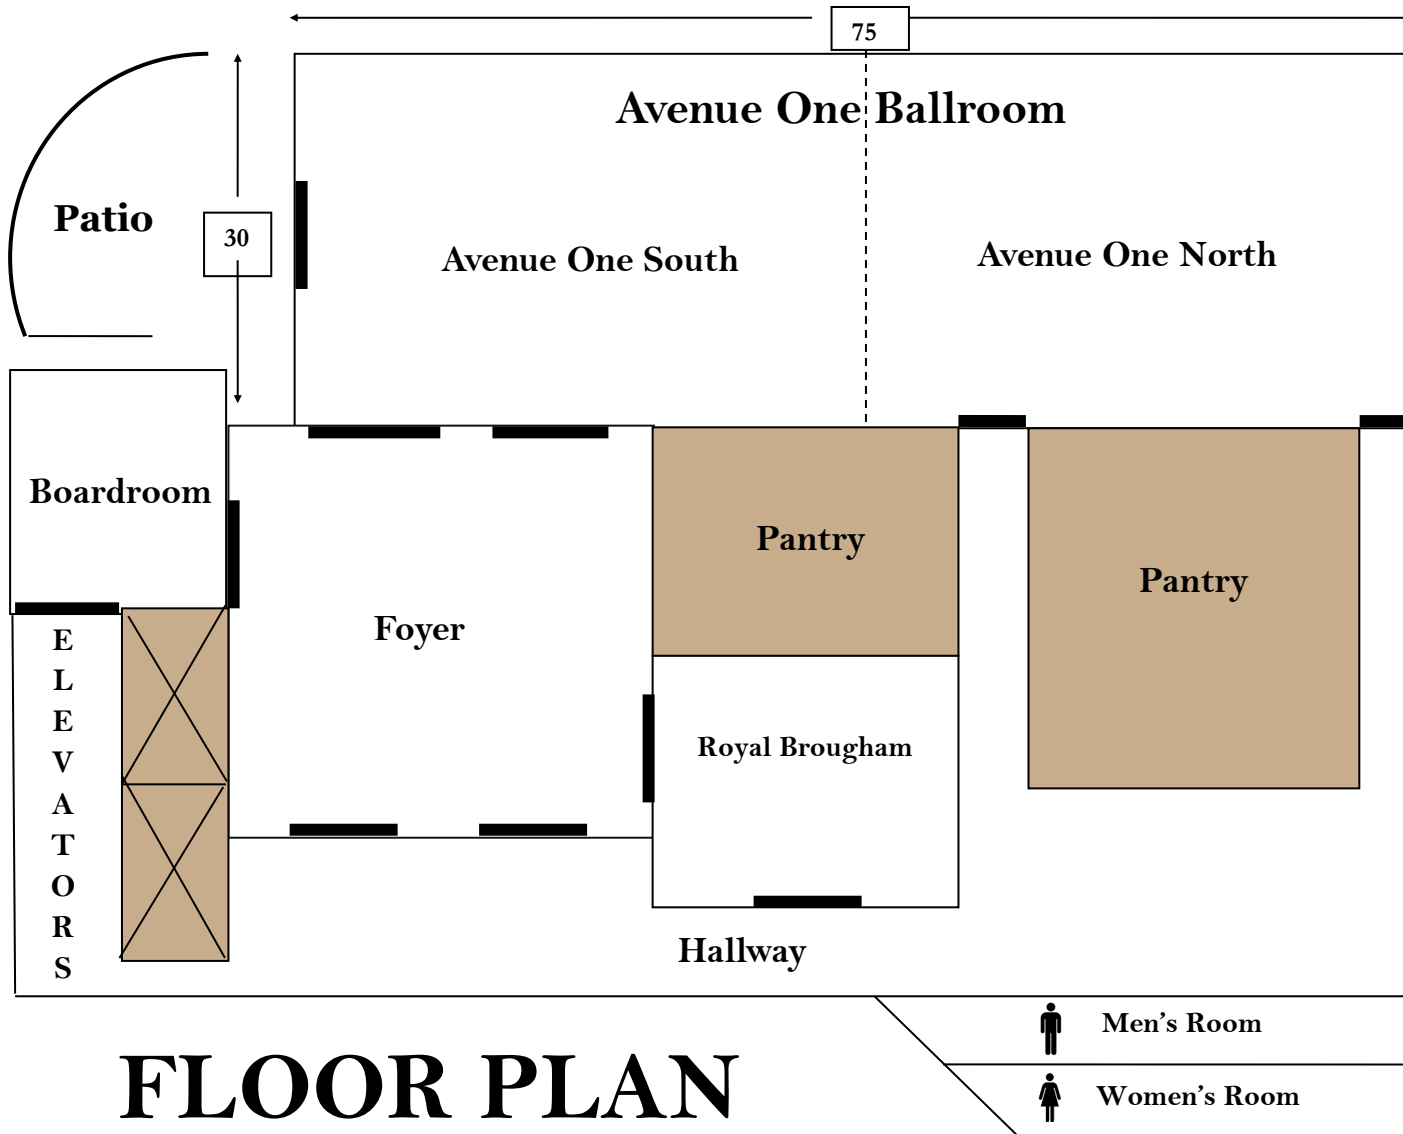 75
Avenue One Ballroom
Patio
30
Avenue One South
Avenue One North
Boardroom
Pantry
Pantry
Foyer
E
L
E
V
A
T
O
R
S
Royal Brougham
Hallway
Men’s Room
Women’s Room
FLOOR PLAN